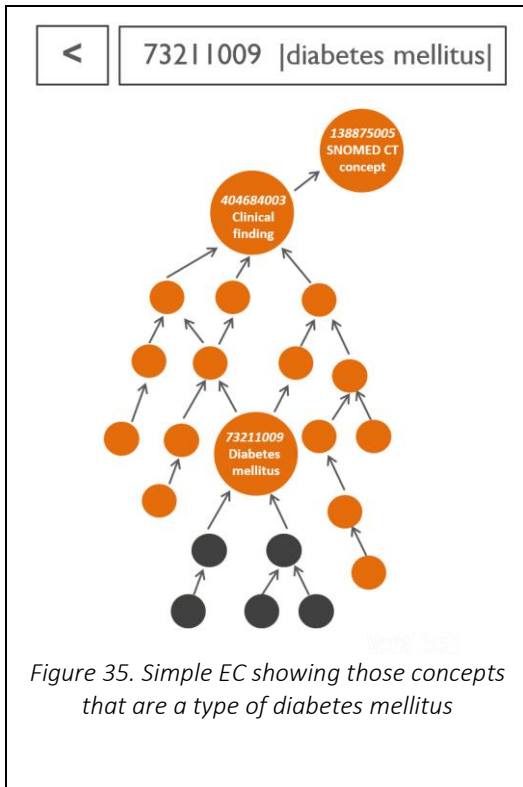 < 73211009 |diabetes mellitus|
138875005
SNOMED CT
concept
404684003
Clinical
finding
73211009
Diabetes
mellitus
Figure 35. Simple EC showing those concepts
that are a type of diabetes mellitus